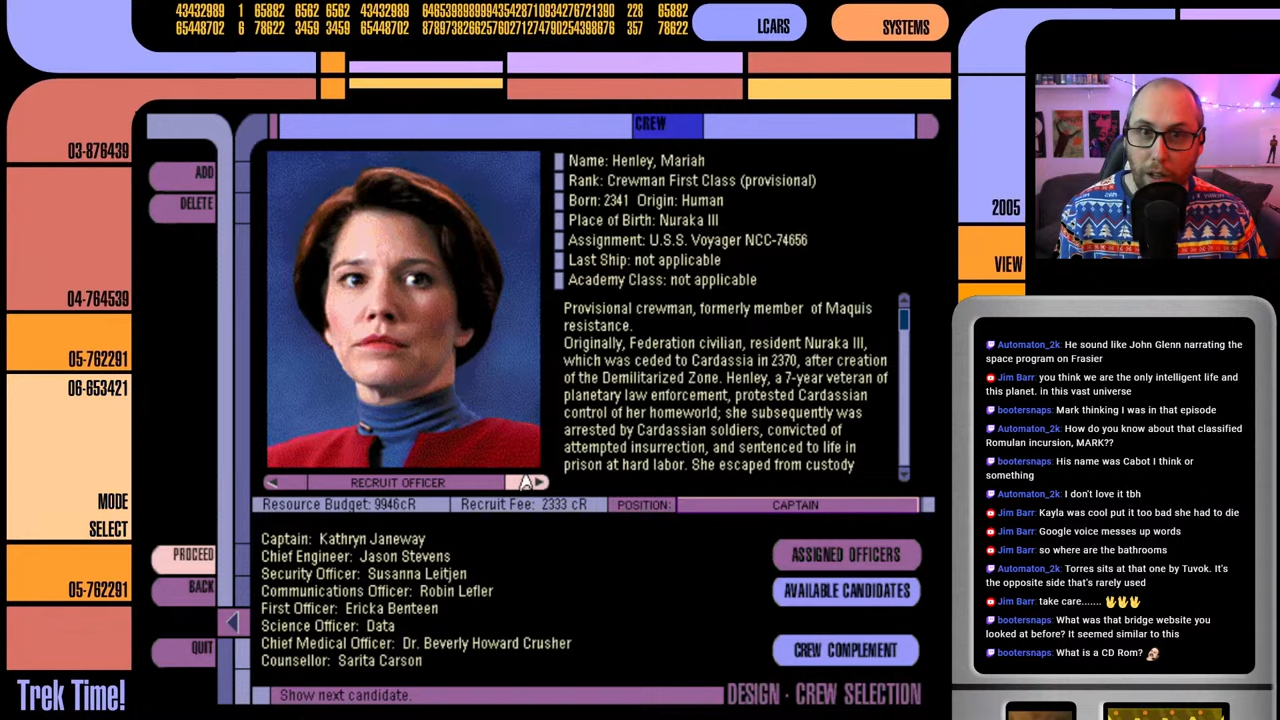 43432989 1 65882 6562 6562 43432989 64653989899435428710934276721380 228 65882
65448702 6 78622 3459 3459 65448702 87897382662576027127479025439867​6 357 78622
LCARS
SYSTEMS
03-876439
04-764539
05-762291
06-653421
MODE
SELECT
05-762291
Trek Time!
ADD
DELETE
PROCEED
BACK
QUIT
CREW
Name: Henley, Mariah
Rank: Crewman First Class (provisional)
Born: 2341 Origin: Human
Place of Birth: Nuraka III
Assignment: U.S.S. Voyager NCC-74656
Last Ship: not applicable
Academy Class: not applicable
Provisional crewman, formerly member of Maquis
resistance.
Originally, Federation civilian, resident Nuraka III,
which was ceded to Cardassia in 2370, after creation
of the Demilitarized Zone. Henley, a 7-year veteran of
planetary law enforcement, protested Cardassian
control of her homeworld; she subsequently was
arrested by Cardassian soldiers, convicted of
attempted insurrection, and sentenced to life in
prison at hard labor. She escaped from custody
RECRUIT OFFICER
Resource Budget: 9946cR
Recruit Fee: 2333 cR
POSITION:
CAPTAIN
Captain: Kathryn Janeway
Chief Engineer: Jason Stevens
Security Officer: Susanna Leitjen
Communications Officer: Robin Lefler
First Officer: Ericka Benteen
Science Officer: Data
Chief Medical Officer: Dr. Beverly Howard Crusher
Counsellor: Sarita Carson
ASSIGNED OFFICERS
AVAILABLE CANDIDATES
CREW COMPLEMENT
Show next candidate.
DESIGN · CREW SELECTION
2005
VIEW
Automaton_2k: He sound like John Glenn narrating the
space program on Frasier
Jim Barr: you think we are the only intelligent life and
this planet. in this vast universe
bootersnaps: Mark thinking I was in that episode
Automaton_2k: How do you know about that classified
Romulan incursion, MARK??
bootersnaps: His name was Cabot I think or
something
Automaton_2k: I don't love it tbh
Jim Barr: Kayla was cool put it too bad she had to die
Jim Barr: Google voice messes up words
Jim Barr: so where are the bathrooms
Automaton_2k: Torres sits at that one by Tuvok. It's
the opposite side that's rarely used
Jim Barr: take care....... 🖖🖖🖖
bootersnaps: What was that bridge website you
looked at before? It seemed similar to this
bootersnaps: What is a CD Rom?